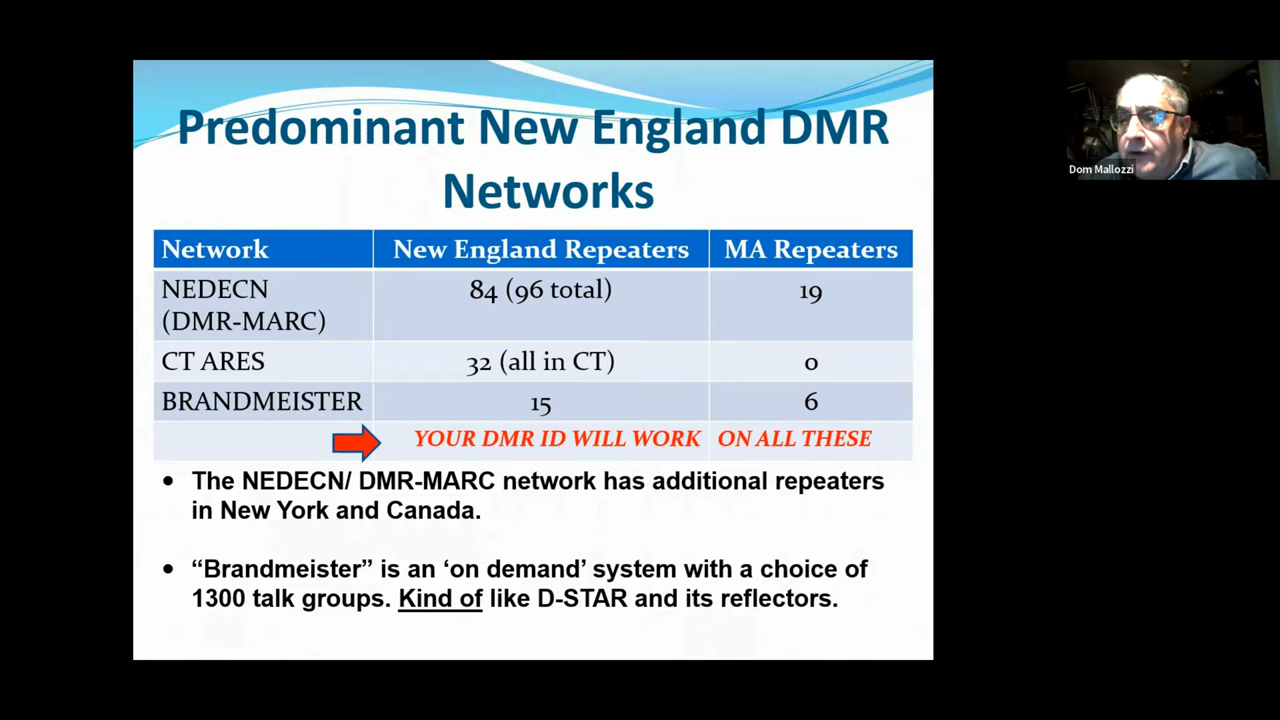 Predominant New England DMR
Networks
Network New England Repeaters MA Repeaters
NEDECN 84 (96 total) 19
(DMR-MARC)
CT ARES 32 (all in CT) 0
BRANDMEISTER 15 6
YOUR DMR ID WILL WORK ON ALL THESE
• The NEDECN/ DMR-MARC network has additional repeaters
in New York and Canada.
• “Brandmeister” is an ‘on demand’ system with a choice of
1300 talk groups. Kind of like D-STAR and its reflectors.
Dom Mallozzi